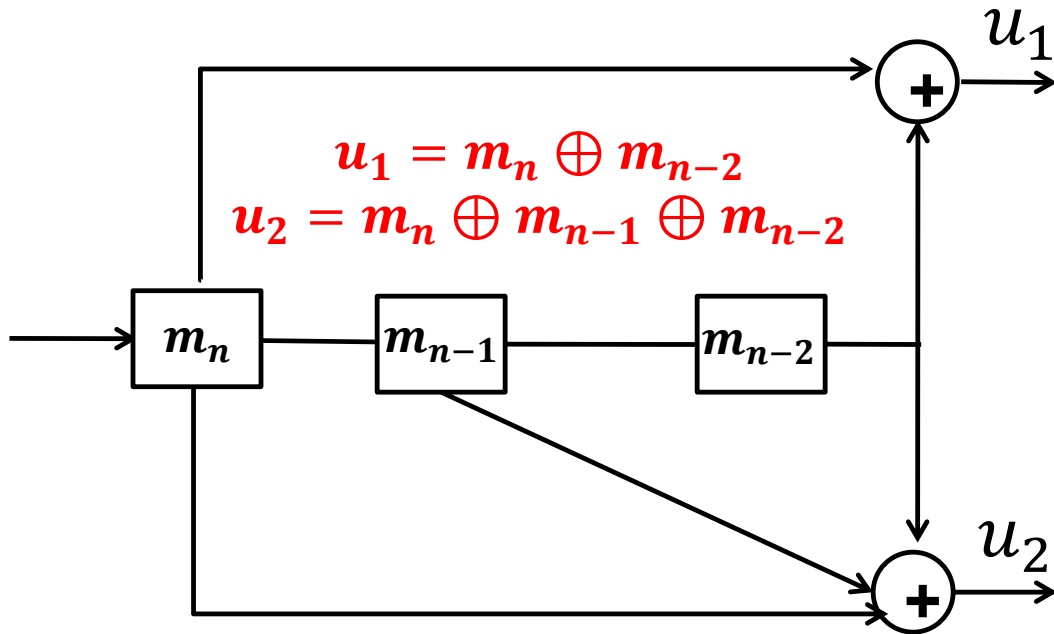 u₁
+
u₁ = mₙ ⊕ mₙ₋₂
u₂ = mₙ ⊕ mₙ₋₁ ⊕ mₙ₋₂
mₙ mₙ₋₁ mₙ₋₂
u₂
+